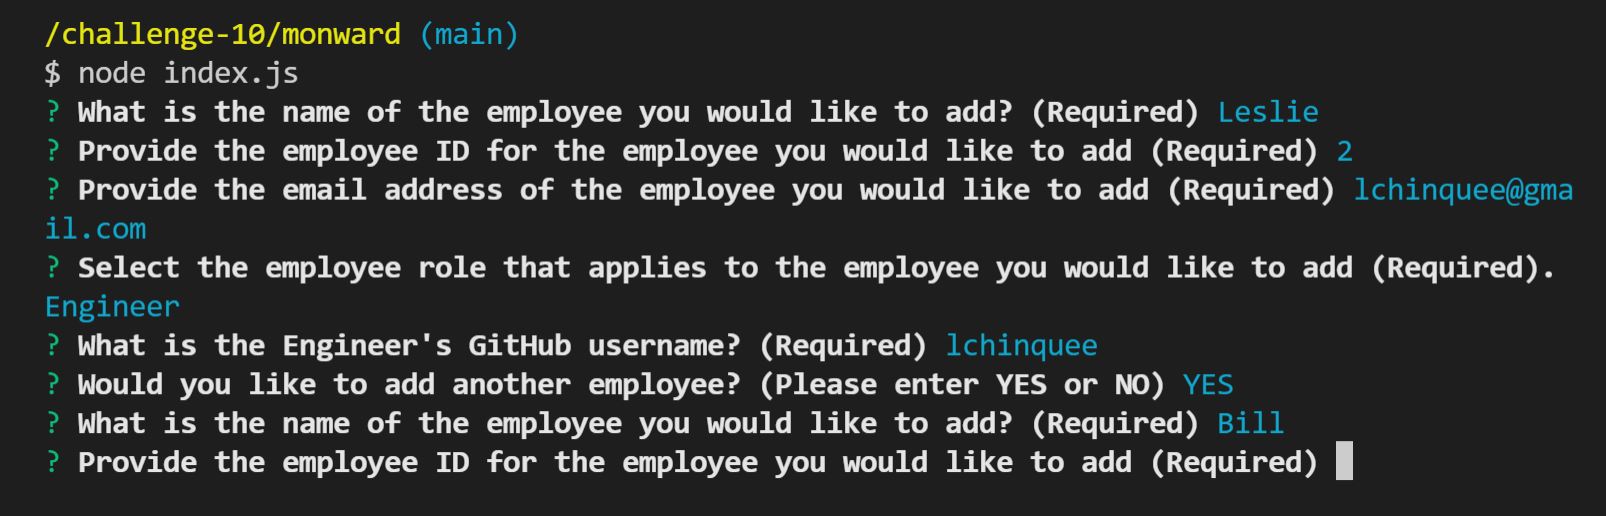 /challenge-10/monward (main)
$ node index.js
? What is the name of the employee you would like to add? (Required) Leslie
? Provide the employee ID for the employee you would like to add (Required) 2
? Provide the email address of the employee you would like to add (Required) lchinquee@gma
il.com
? Select the employee role that applies to the employee you would like to add (Required).
Engineer
? What is the Engineer's GitHub username? (Required) lchinquee
? Would you like to add another employee? (Please enter YES or NO) YES
? What is the name of the employee you would like to add? (Required) Bill
? Provide the employee ID for the employee you would like to add (Required)